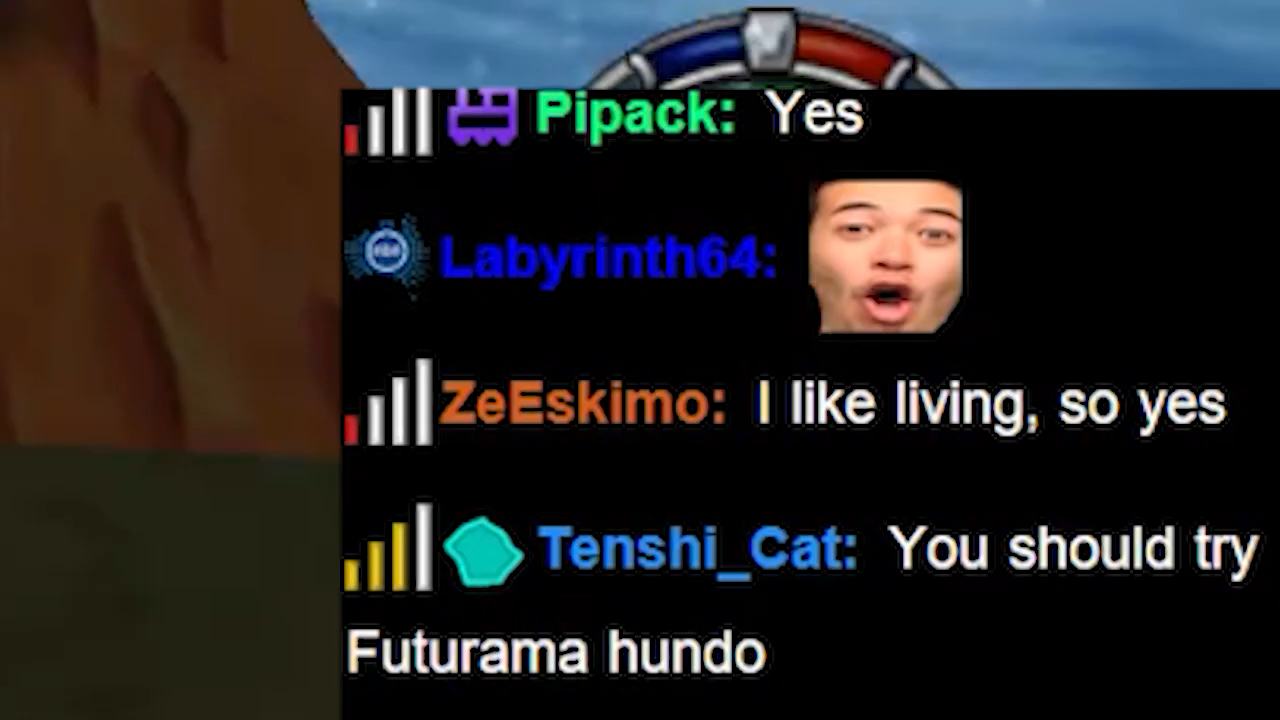 Pipack: Yes
Labyrinth64:
ZeEskimo: I like living, so yes
Tenshi_Cat: You should try
Futurama hundo